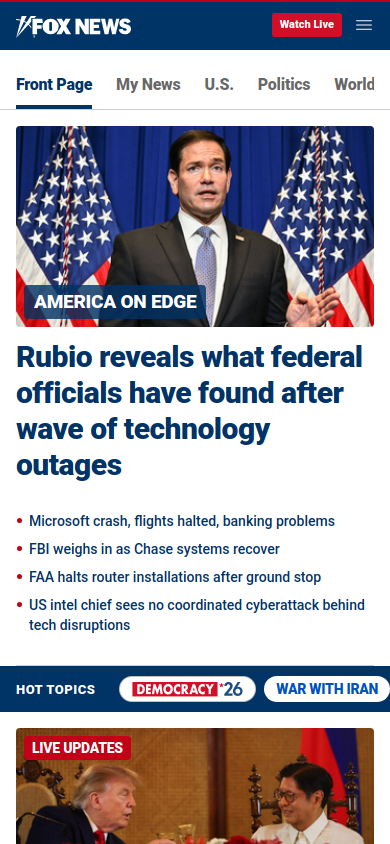 FOX NEWS
Watch Live
Front Page
My News
U.S.
Politics
World
AMERICA ON EDGE
Rubio reveals what federal
officials have found after
wave of technology
outages
Microsoft crash, flights halted, banking problems
FBI weighs in as Chase systems recover
FAA halts router installations after ground stop
US intel chief sees no coordinated cyberattack behind
tech disruptions
HOT TOPICS
DEMOCRACY '26
WAR WITH IRAN
LIVE UPDATES